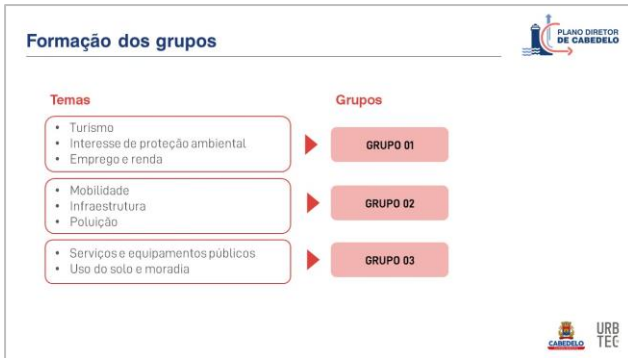 Formação dos grupos
PLANO DIRETOR
DE CABEDELO
Temas
Grupos
• Turismo
• Interesse de proteção ambiental
• Emprego e renda
GRUPO 01
• Mobilidade
• Infraestrutura
• Poluição
GRUPO 02
• Serviços e equipamentos públicos
• Uso do solo e moradia
GRUPO 03
CABEDELO
URB
TEC